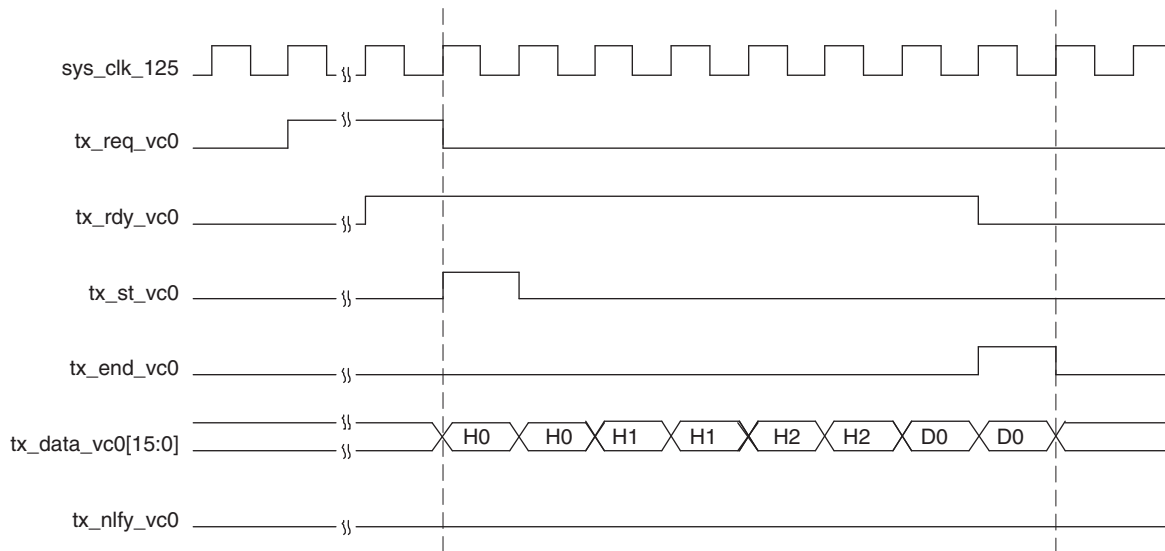 sys_clk_125
tx_req_vc0
tx_rdy_vc0
tx_st_vc0
tx_end_vc0
tx_data_vc0[15:0] H0 H0 H1 H1 H2 H2 D0 D0
tx_nlfy_vc0